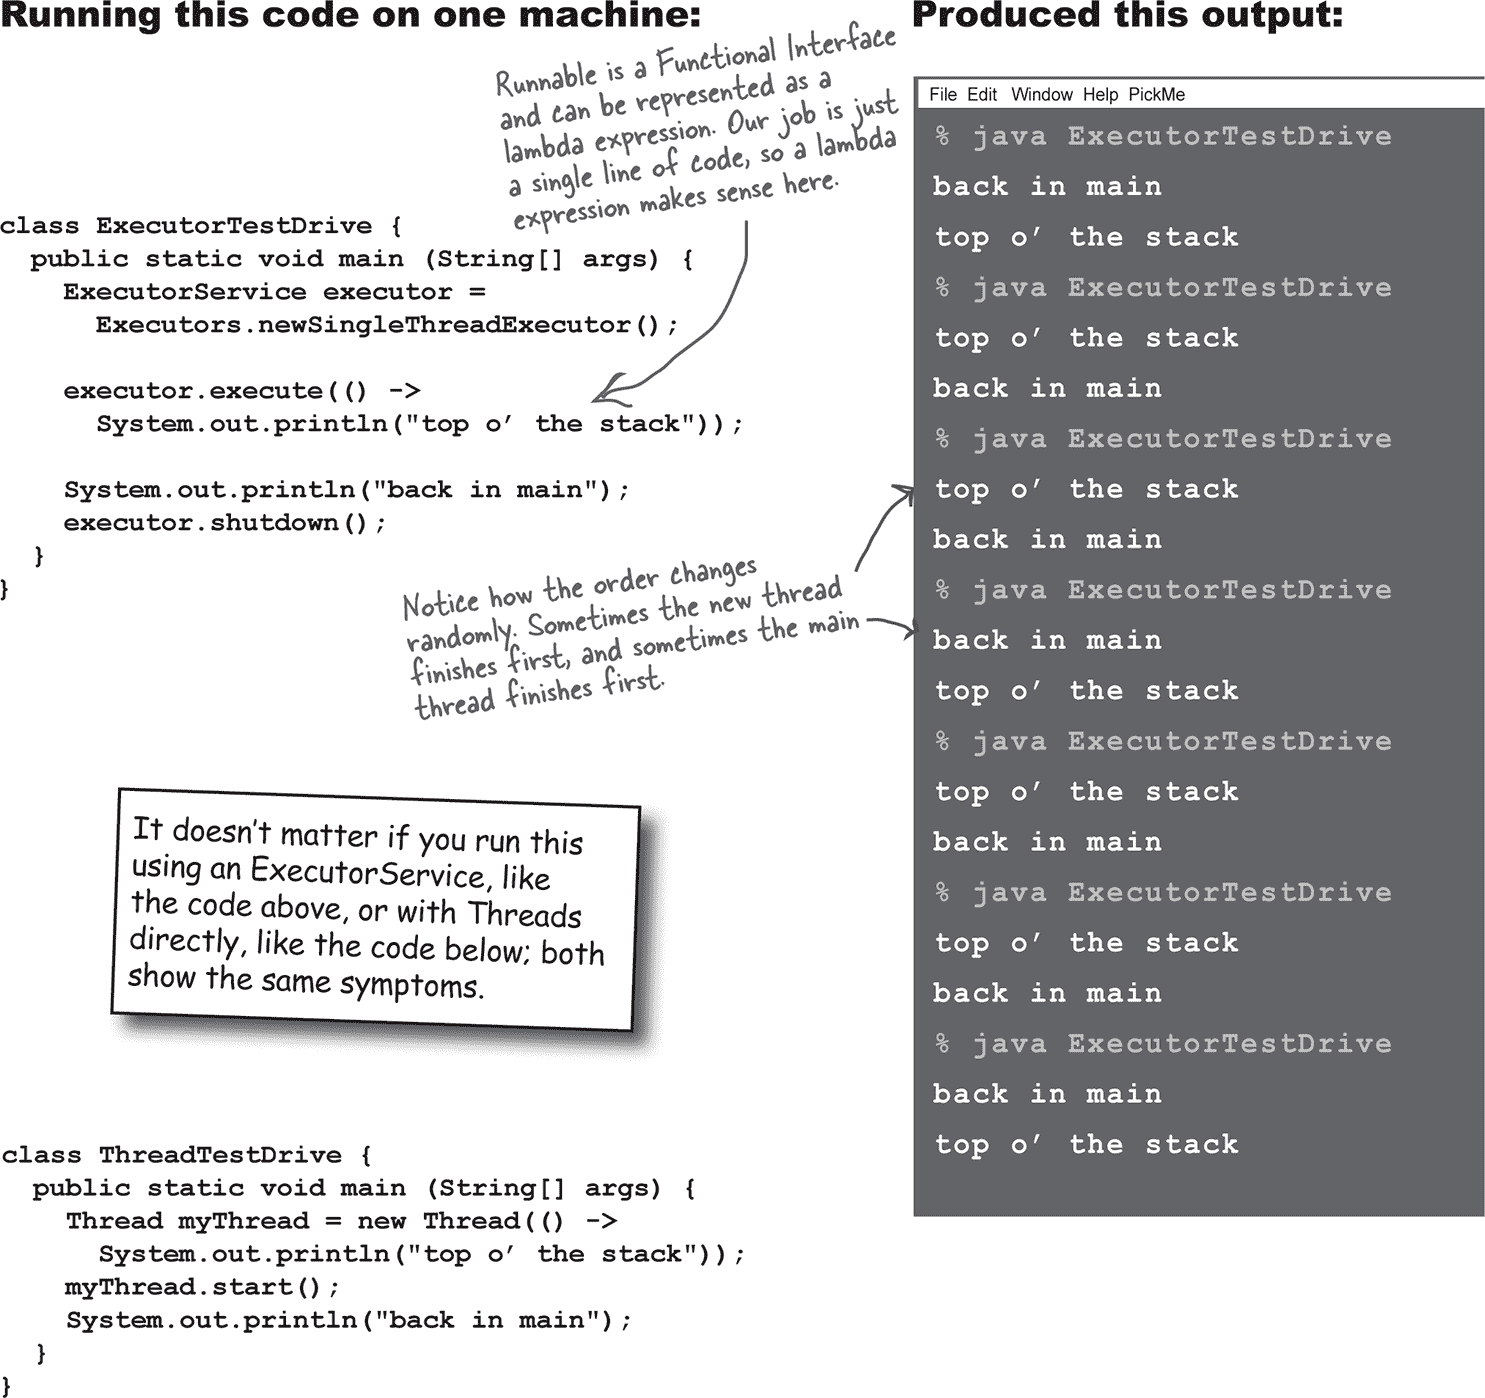 Running this code on one machine:
Runnable is a Functional Interface
and can be represented as a
lambda expression. Our job is just
a single line of code, so a lambda
expression makes sense here.
class ExecutorTestDrive {
public static void main (String[] args) {
ExecutorService executor =
Executors.newSingleThreadExecutor();
executor.execute(() ->
System.out.println("top o’ the stack"));
System.out.println("back in main");
executor.shutdown();
}
}
Notice how the order changes
randomly. Sometimes the new thread
finishes first, and sometimes the main
thread finishes first.
It doesn’t matter if you run this
using an ExecutorService, like
the code above, or with Threads
directly, like the code below; both
show the same symptoms.
class ThreadTestDrive {
public static void main (String[] args) {
Thread myThread = new Thread(() ->
System.out.println("top o’ the stack"));
myThread.start();
System.out.println("back in main");
}
}
Produced this output:
File Edit Window Help PickMe
% java ExecutorTestDrive
back in main
top o’ the stack
% java ExecutorTestDrive
top o’ the stack
back in main
% java ExecutorTestDrive
top o’ the stack
back in main
% java ExecutorTestDrive
back in main
top o’ the stack
% java ExecutorTestDrive
top o’ the stack
back in main
% java ExecutorTestDrive
top o’ the stack
back in main
% java ExecutorTestDrive
back in main
top o’ the stack